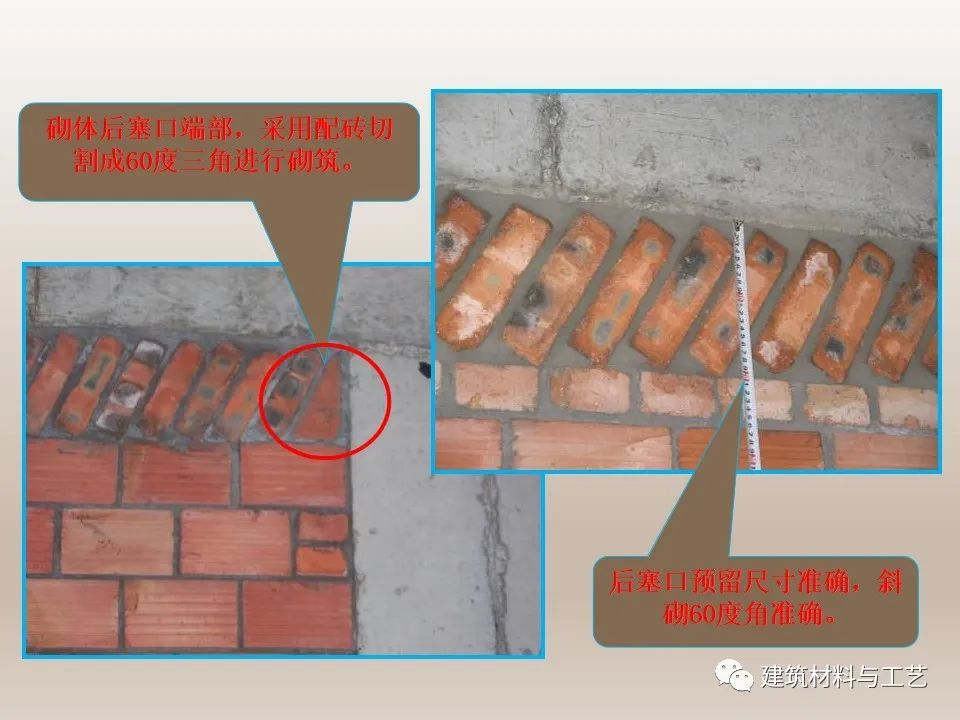 砌体后塞口端部，采用配砖切
割成60度三角进行砌筑。
后塞口预留尺寸准确，斜
砌60度角准确。
建筑材料与工艺